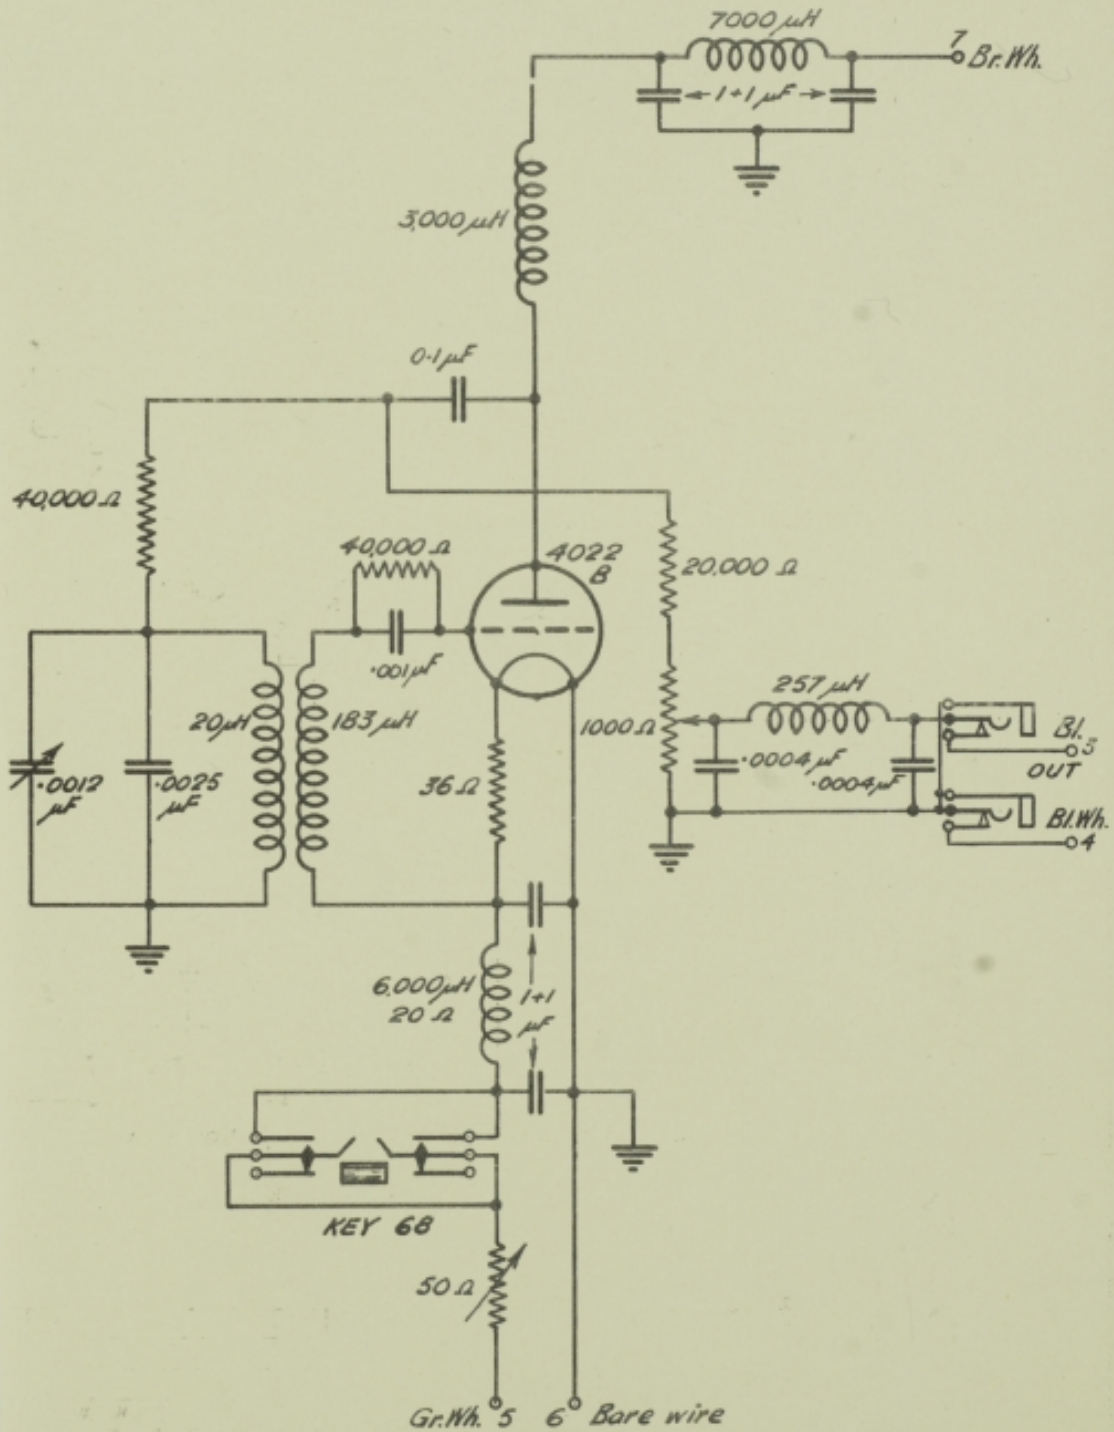 7000 μH
7
Br.Wh.
1+1 μF
3,000 μH
0·1 μF
40,000 Ω
40,000 Ω
4022
B
20,000 Ω
·001 μF
257 μH
20 μH
183 μH
1000 Ω
Bl.
3
OUT
·0012
μF
·0025
μF
36 Ω
·0004 μF
·0004 μF
Bl.Wh.
4
6,000 μH
20 Ω
1+1
μF
KEY 68
50 Ω
Gr.Wh. 5
6 Bare wire